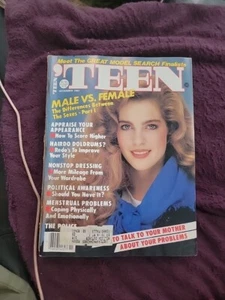 Meet The GREAT MODEL SEARCH Finalists
'TEEN
MALE VS. FEMALE
The Differences Between
The Sexes - Part I
APPRAISE YOUR
APPEARANCE
How To Score Higher
HAIRDO DOLDRUMS?
Undo's To Improve
Your Style
NONSTOP DRESSING
More Mileage From
Your Wardrobe
POLITICAL AWARENESS
Should You Have It?
MENSTRUAL PROBLEMS
Coping Physically
And Emotionally
THE POLICE
TO TALK TO YOUR MOTHER
ABOUT YOUR PROBLEMS